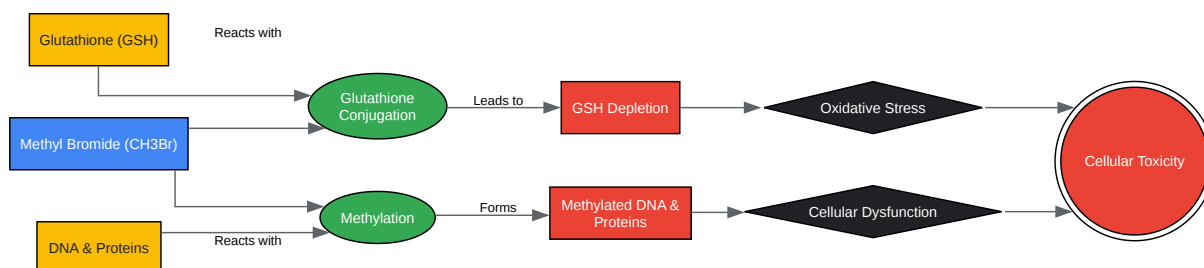 Glutathione (GSH)
Reacts with
Glutathione
Conjugation
Leads to
GSH Depletion
Oxidative Stress
Methyl Bromide (CH3Br)
Cellular Toxicity
Methylation
Forms
Methylated DNA &
Proteins
Cellular Dysfunction
DNA & Proteins
Reacts with